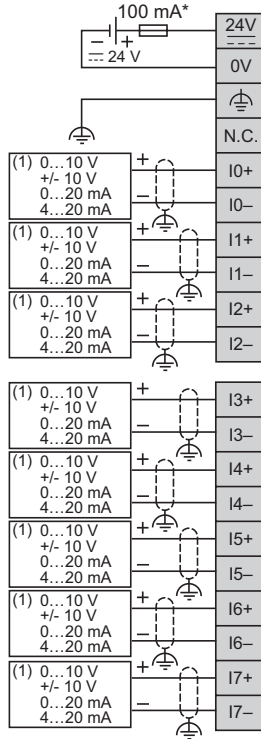 100 mA*
24V
– +
24 V
0V
N.C.
(1) 0...10 V
+/- 10 V
0...20 mA
4...20 mA
+
–
I0+
I0–
(1) 0...10 V
+/- 10 V
0...20 mA
4...20 mA
+
–
I1+
I1–
(1) 0...10 V
+/- 10 V
0...20 mA
4...20 mA
+
–
I2+
I2–
(1) 0...10 V
+/- 10 V
0...20 mA
4...20 mA
+
–
I3+
I3–
(1) 0...10 V
+/- 10 V
0...20 mA
4...20 mA
+
–
I4+
I4–
(1) 0...10 V
+/- 10 V
0...20 mA
4...20 mA
+
–
I5+
I5–
(1) 0...10 V
+/- 10 V
0...20 mA
4...20 mA
+
–
I6+
I6–
(1) 0...10 V
+/- 10 V
0...20 mA
4...20 mA
+
–
I7+
I7–